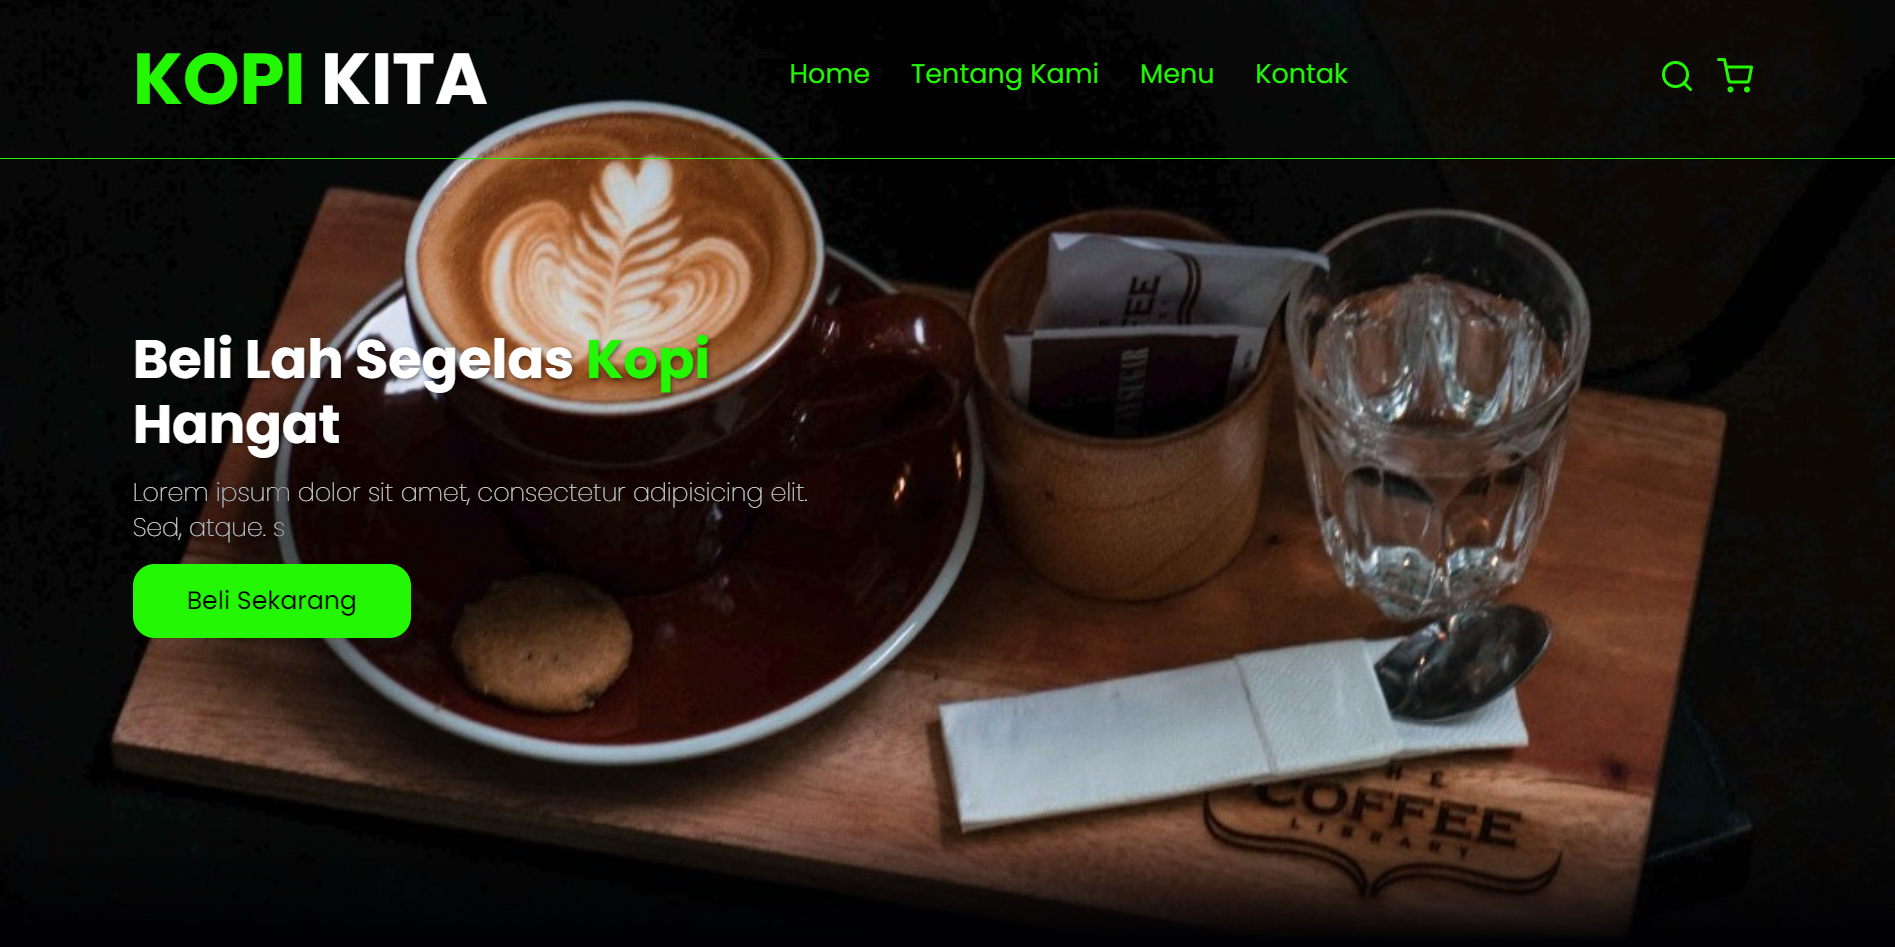 KOPI KITA
Home Tentang Kami Menu Kontak
Beli Lah Segelas Kopi
Hangat
Lorem ipsum dolor sit amet, consectetur adipisicing elit.
Sed, atque. s
Beli Sekarang
COFFEE
LIBRARY